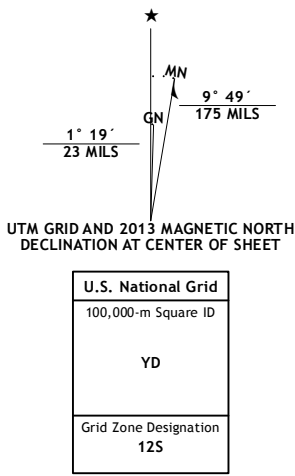 ★
MN
GN
9° 49´
175 MILS
1° 19´
23 MILS
UTM GRID AND 2013 MAGNETIC NORTH
DECLINATION AT CENTER OF SHEET
U.S. National Grid
100,000-m Square ID
YD
Grid Zone Designation
12S